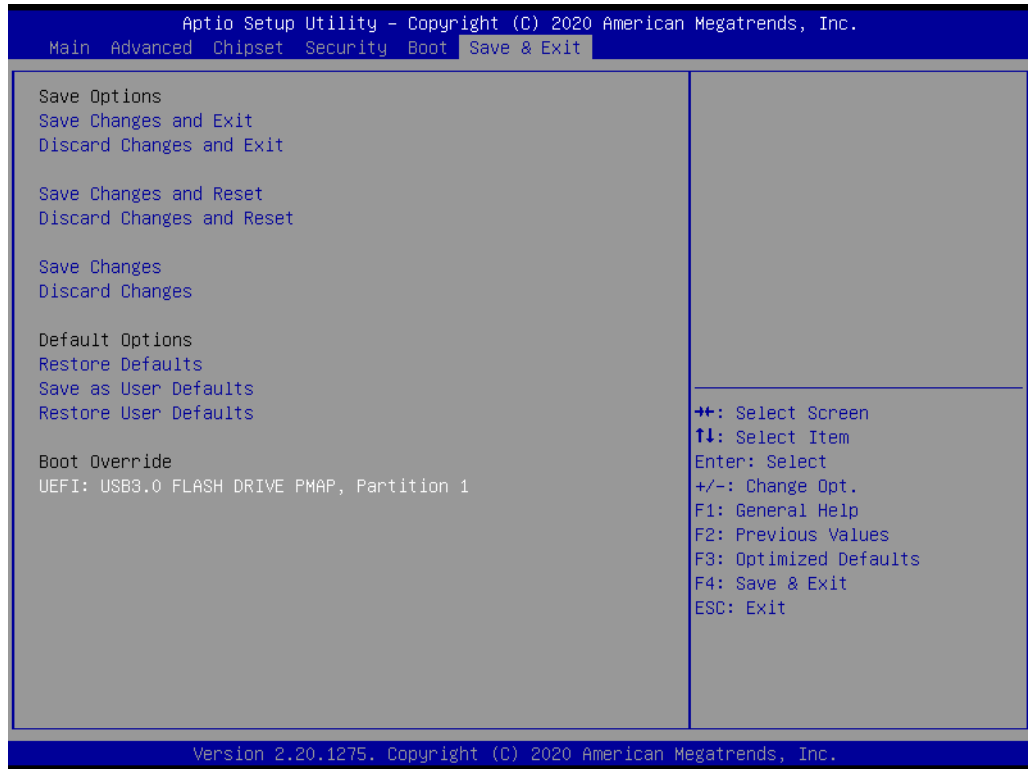 Aptio Setup Utility – Copyright (C) 2020 American Megatrends, Inc.
Main Advanced Chipset Security Boot Save & Exit
Save Options
Save Changes and Exit
Discard Changes and Exit
Save Changes and Reset
Discard Changes and Reset
Save Changes
Discard Changes
Default Options
Restore Defaults
Save as User Defaults
Restore User Defaults
Boot Override
UEFI: USB3.0 FLASH DRIVE PMAP, Partition 1
→←: Select Screen
↑↓: Select Item
Enter: Select
+/-: Change Opt.
F1: General Help
F2: Previous Values
F3: Optimized Defaults
F4: Save & Exit
ESC: Exit
Version 2.20.1275. Copyright (C) 2020 American Megatrends, Inc.